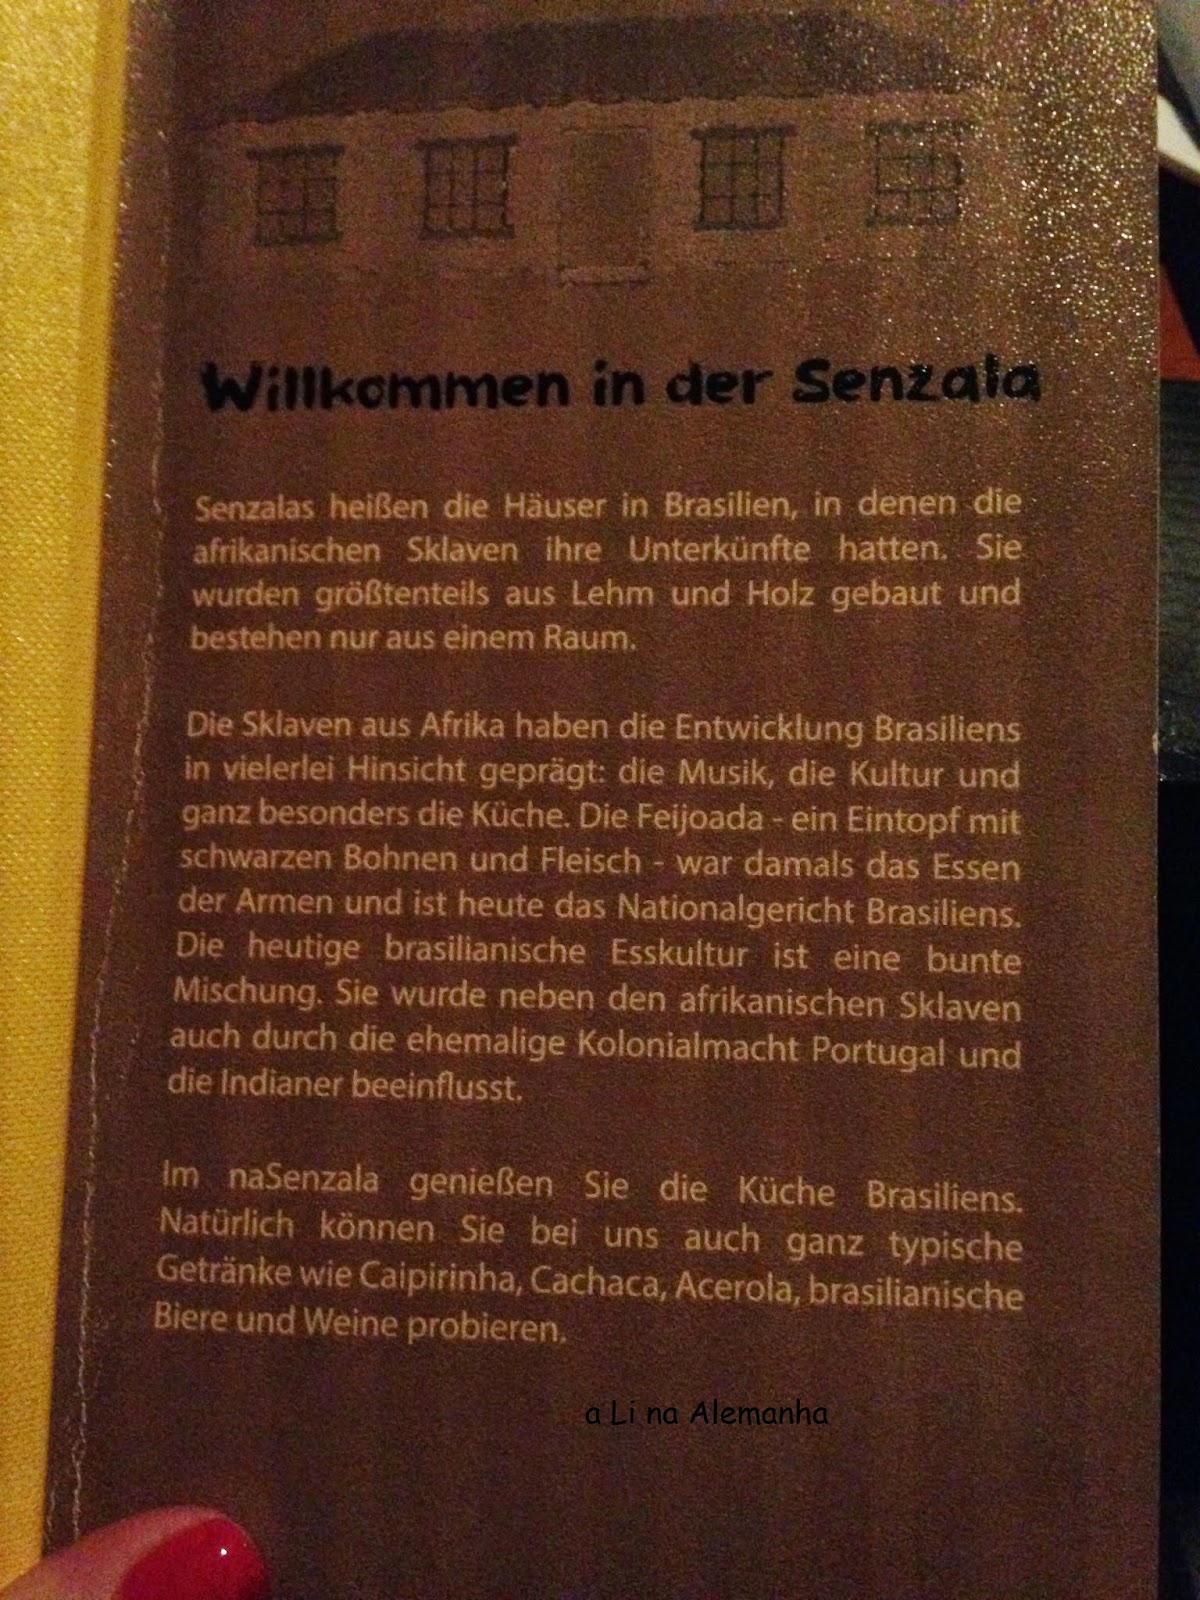 Willkommen in der Senzala
Senzalas heißen die Häuser in Brasilien, in denen die
afrikanischen Sklaven ihre Unterkünfte hatten. Sie
wurden größtenteils aus Lehm und Holz gebaut und
bestehen nur aus einem Raum.
Die Sklaven aus Afrika haben die Entwicklung Brasiliens
in vielerlei Hinsicht geprägt: die Musik, die Kultur und
ganz besonders die Küche. Die Feijoada - ein Eintopf mit
schwarzen Bohnen und Fleisch - war damals das Essen
der Armen und ist heute das Nationalgericht Brasiliens.
Die heutige brasilianische Esskultur ist eine bunte
Mischung. Sie wurde neben den afrikanischen Sklaven
auch durch die ehemalige Kolonialmacht Portugal und
die Indianer beeinflusst.
Im naSenzala genießen Sie die Küche Brasiliens.
Natürlich können Sie bei uns auch ganz typische
Getränke wie Caipirinha, Cachaca, Acerola, brasilianische
Biere und Weine probieren.
a Li na Alemanha